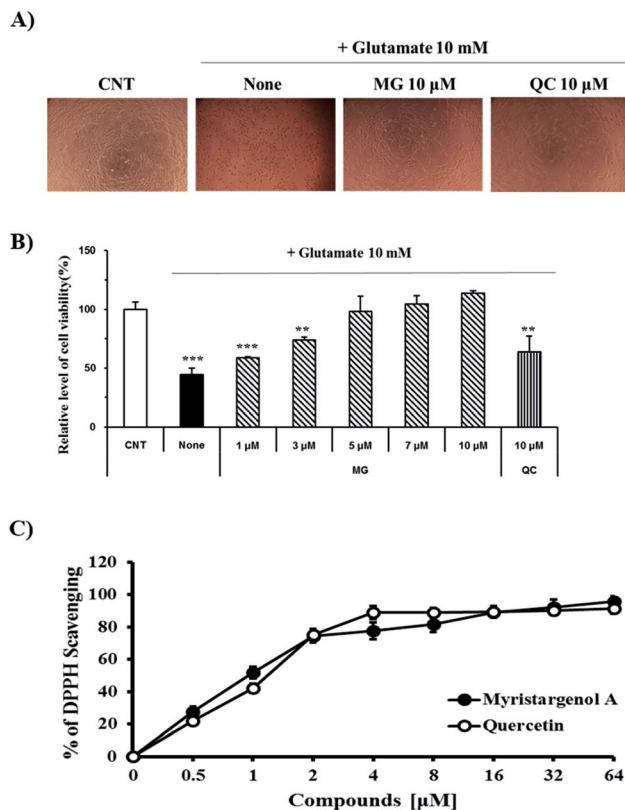 A)
+ Glutamate 10 mM
CNT None MG 10 µM QC 10 µM
B)
+ Glutamate 10 mM
Relative level of cell viability(%)
150
100
50
0
*** *** ** **
CNT None 1 µM 3 µM 5 µM 7 µM 10 µM 10 µM
MG QC
C)
% of DPPH Scavenging
120
100
80
60
40
20
0
Myristargenol A
Quercetin
0 0.5 1 2 4 8 16 32 64
Compounds [µM]